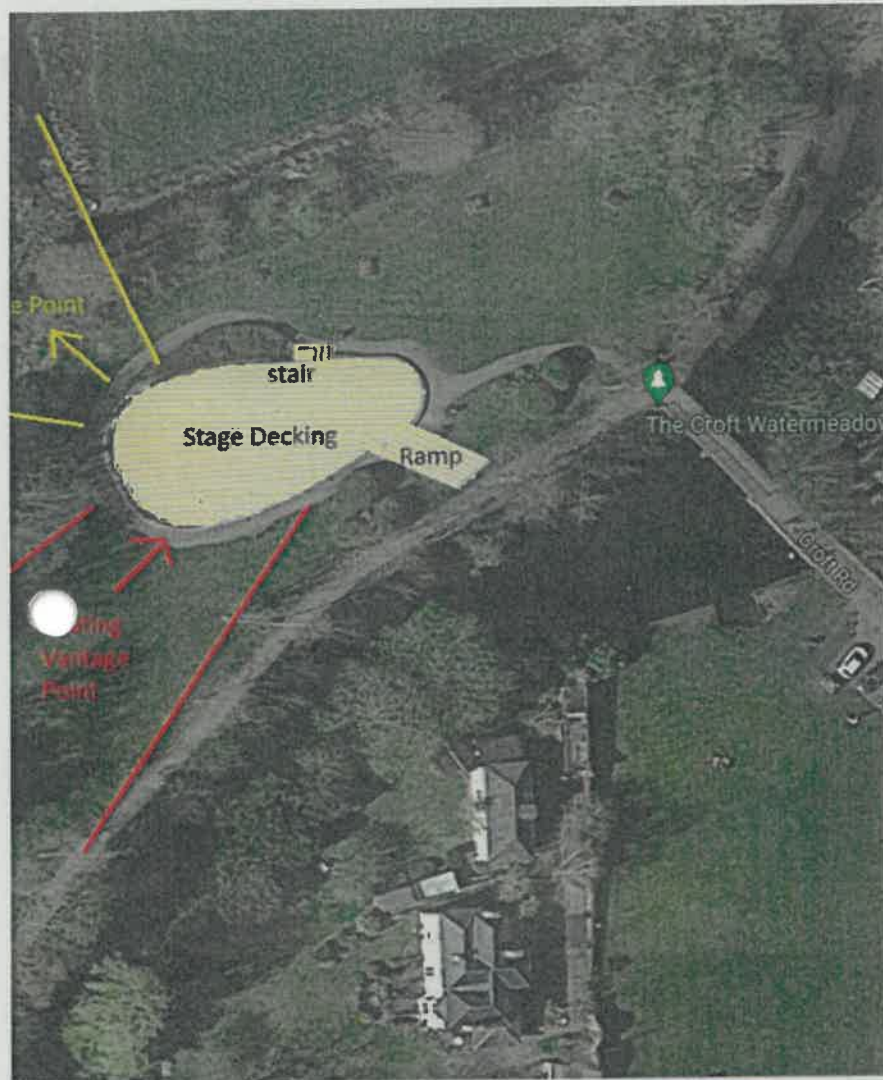 e Point
stair
Stage Decking
Ramp
The Croft Watermeadow
Croft Rd
Vantage
Point